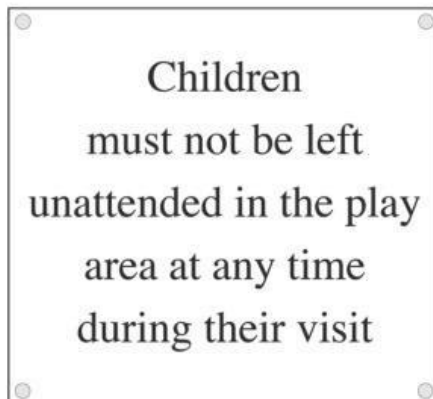 Children
must not be left
unattended in the play
area at any time
during their visit